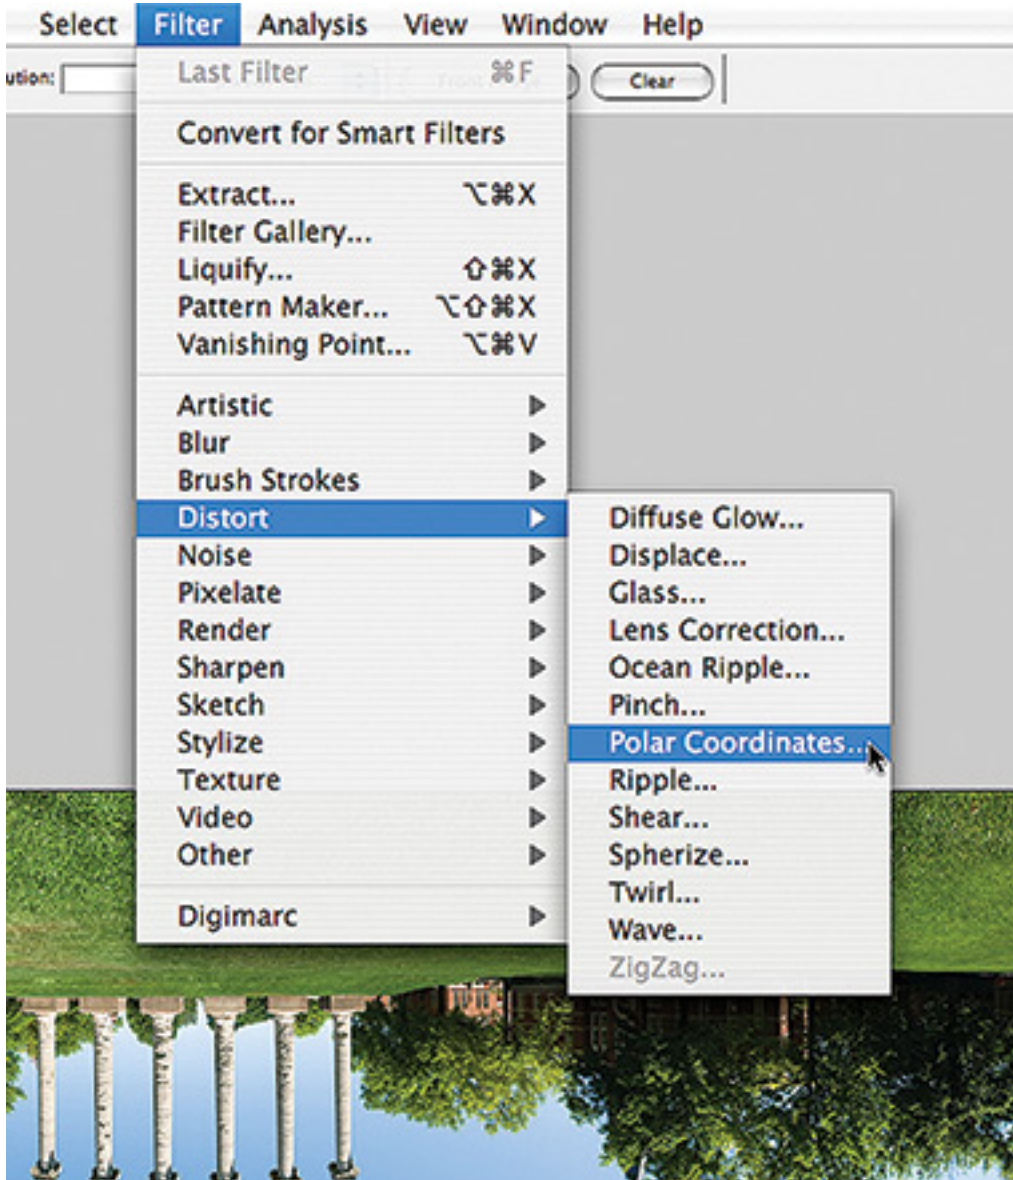 Select Filter Analysis View Window Help
ution:
Clear
Last Filter ⌘F
Convert for Smart Filters
Extract... ⌥⌘X
Filter Gallery...
Liquify... ⇧⌘X
Pattern Maker... ⌥⇧⌘X
Vanishing Point... ⌥⌘V
Artistic
Blur
Brush Strokes
Distort
Noise
Pixelate
Render
Sharpen
Sketch
Stylize
Texture
Video
Other
Digimarc
Diffuse Glow...
Displace...
Glass...
Lens Correction...
Ocean Ripple...
Pinch...
Polar Coordinates...
Ripple...
Shear...
Spherize...
Twirl...
Wave...
ZigZag...